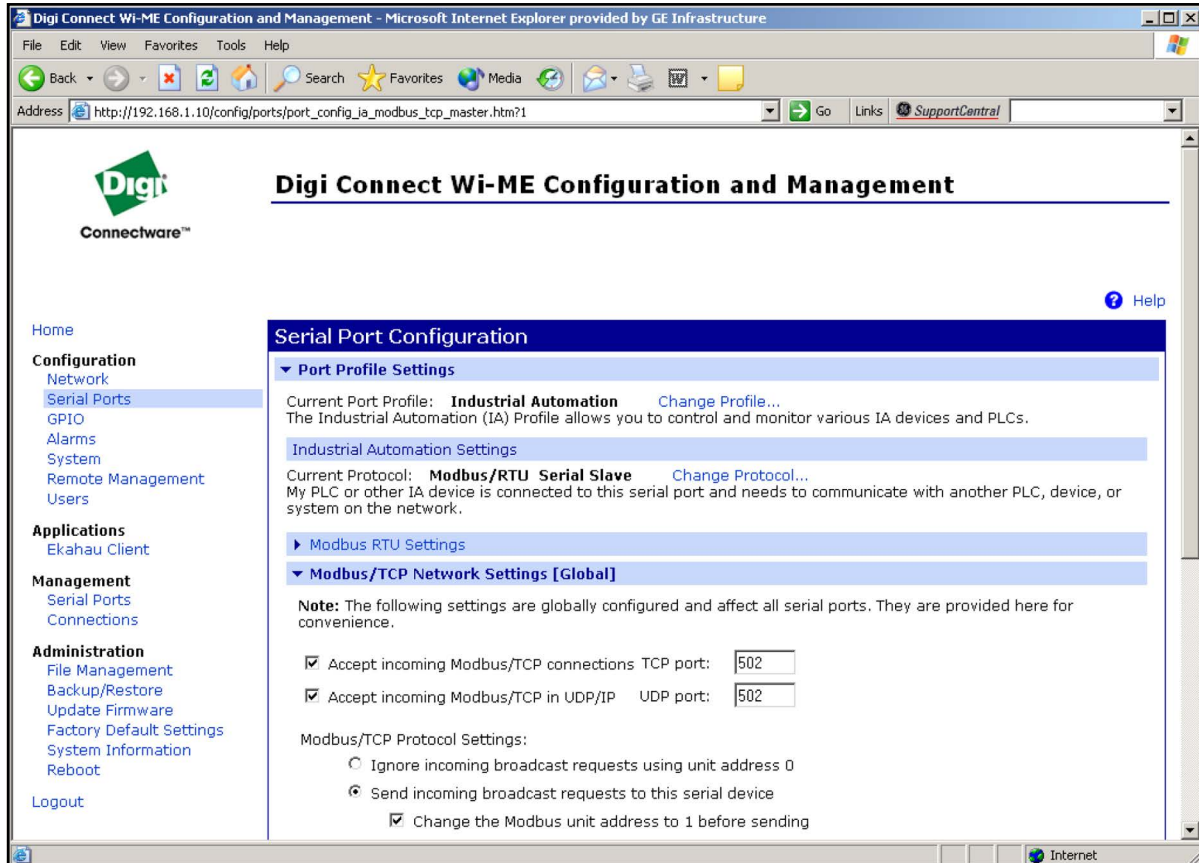 Digi Connect Wi-ME Configuration and Management - Microsoft Internet Explorer provided by GE Infrastructure
File Edit View Favorites Tools Help
Back Search Favorites Media
Address http://192.168.1.10/config/ports/port_config_ia_modbus_tcp_master.htm?1 Go Links SupportCentral
Digi
Connectware™
Digi Connect Wi-ME Configuration and Management
Help
Home
Configuration
Network
Serial Ports
GPIO
Alarms
System
Remote Management
Users
Applications
Ekahau Client
Management
Serial Ports
Connections
Administration
File Management
Backup/Restore
Update Firmware
Factory Default Settings
System Information
Reboot
Logout
Serial Port Configuration
Port Profile Settings
Current Port Profile: Industrial Automation Change Profile...
The Industrial Automation (IA) Profile allows you to control and monitor various IA devices and PLCs.
Industrial Automation Settings
Current Protocol: Modbus/RTU Serial Slave Change Protocol...
My PLC or other IA device is connected to this serial port and needs to communicate with another PLC, device, or
system on the network.
Modbus RTU Settings
Modbus/TCP Network Settings [Global]
Note: The following settings are globally configured and affect all serial ports. They are provided here for
convenience.
Accept incoming Modbus/TCP connections TCP port: 502
Accept incoming Modbus/TCP in UDP/IP UDP port: 502
Modbus/TCP Protocol Settings:
Ignore incoming broadcast requests using unit address 0
Send incoming broadcast requests to this serial device
Change the Modbus unit address to 1 before sending
Internet